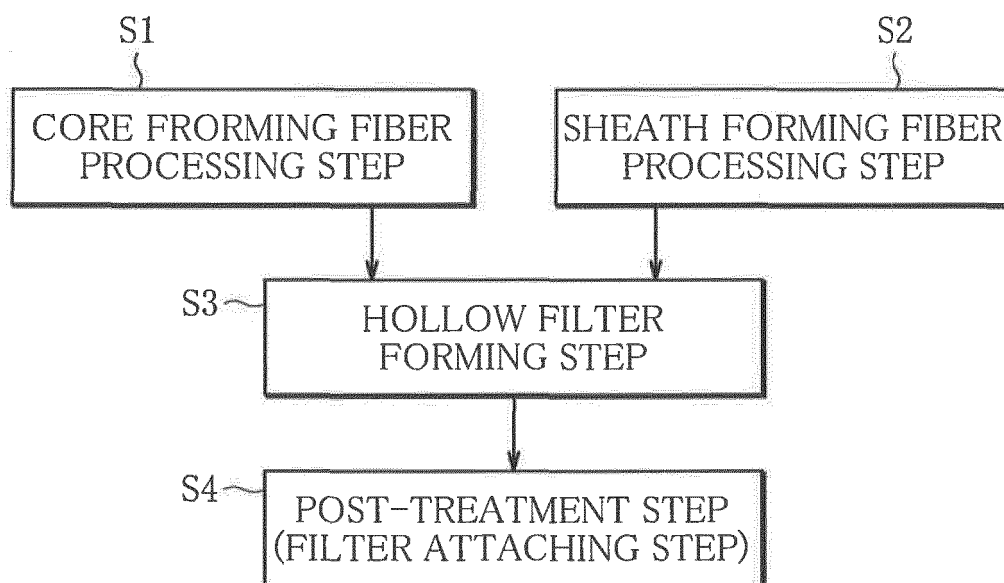 S1
S2
CORE FRORMING FIBER
PROCESSING STEP
SHEATH FORMING FIBER
PROCESSING STEP
S3
HOLLOW FILTER
FORMING STEP
S4
POST-TREATMENT STEP
(FILTER ATTACHING STEP)